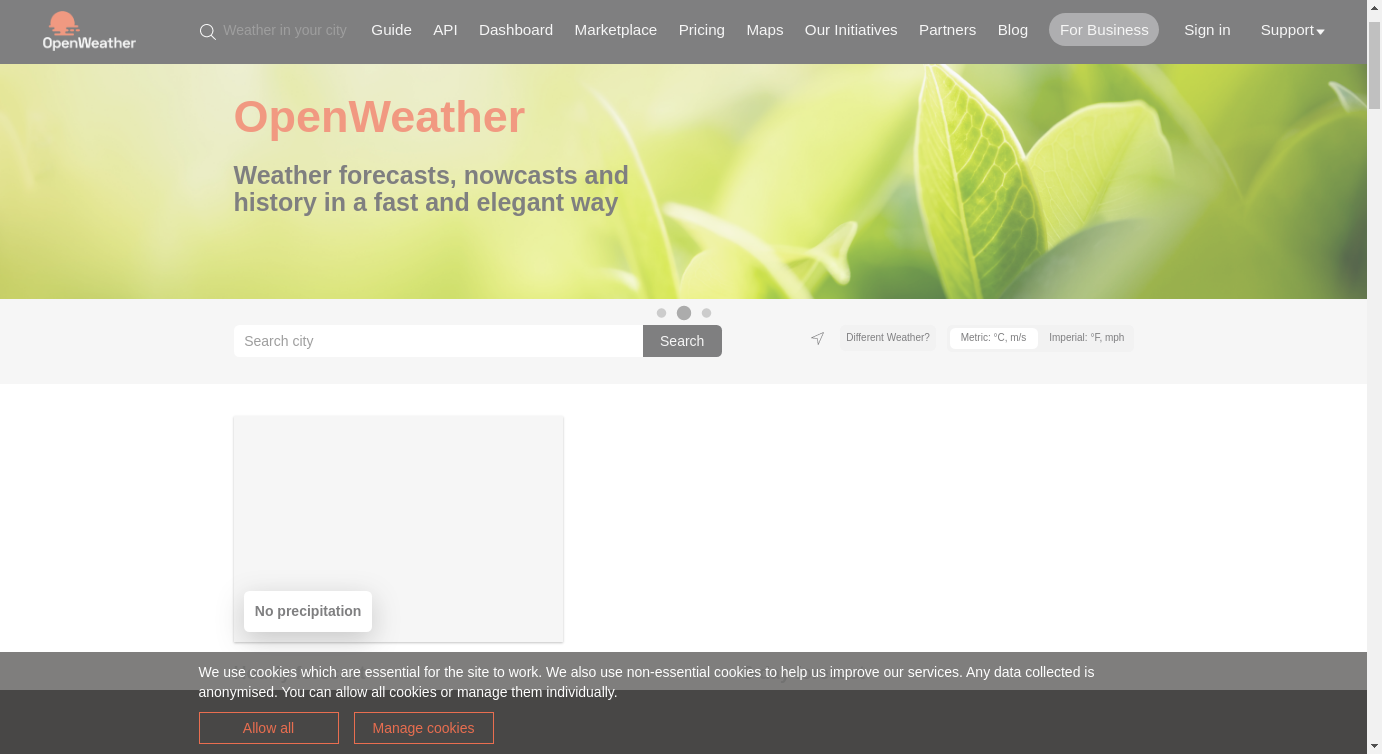 OpenWeather
Weather in your city
Guide
API
Dashboard
Marketplace
Pricing
Maps
Our Initiatives
Partners
Blog
For Business
Sign in
Support
OpenWeather
Weather forecasts, nowcasts and
history in a fast and elegant way
Search city
Search
Different Weather?
Metric: °C, m/s
Imperial: °F, mph
No precipitation
We use cookies which are essential for the site to work. We also use non-essential cookies to help us improve our services. Any data collected is
anonymised. You can allow all cookies or manage them individually.
Allow all
Manage cookies